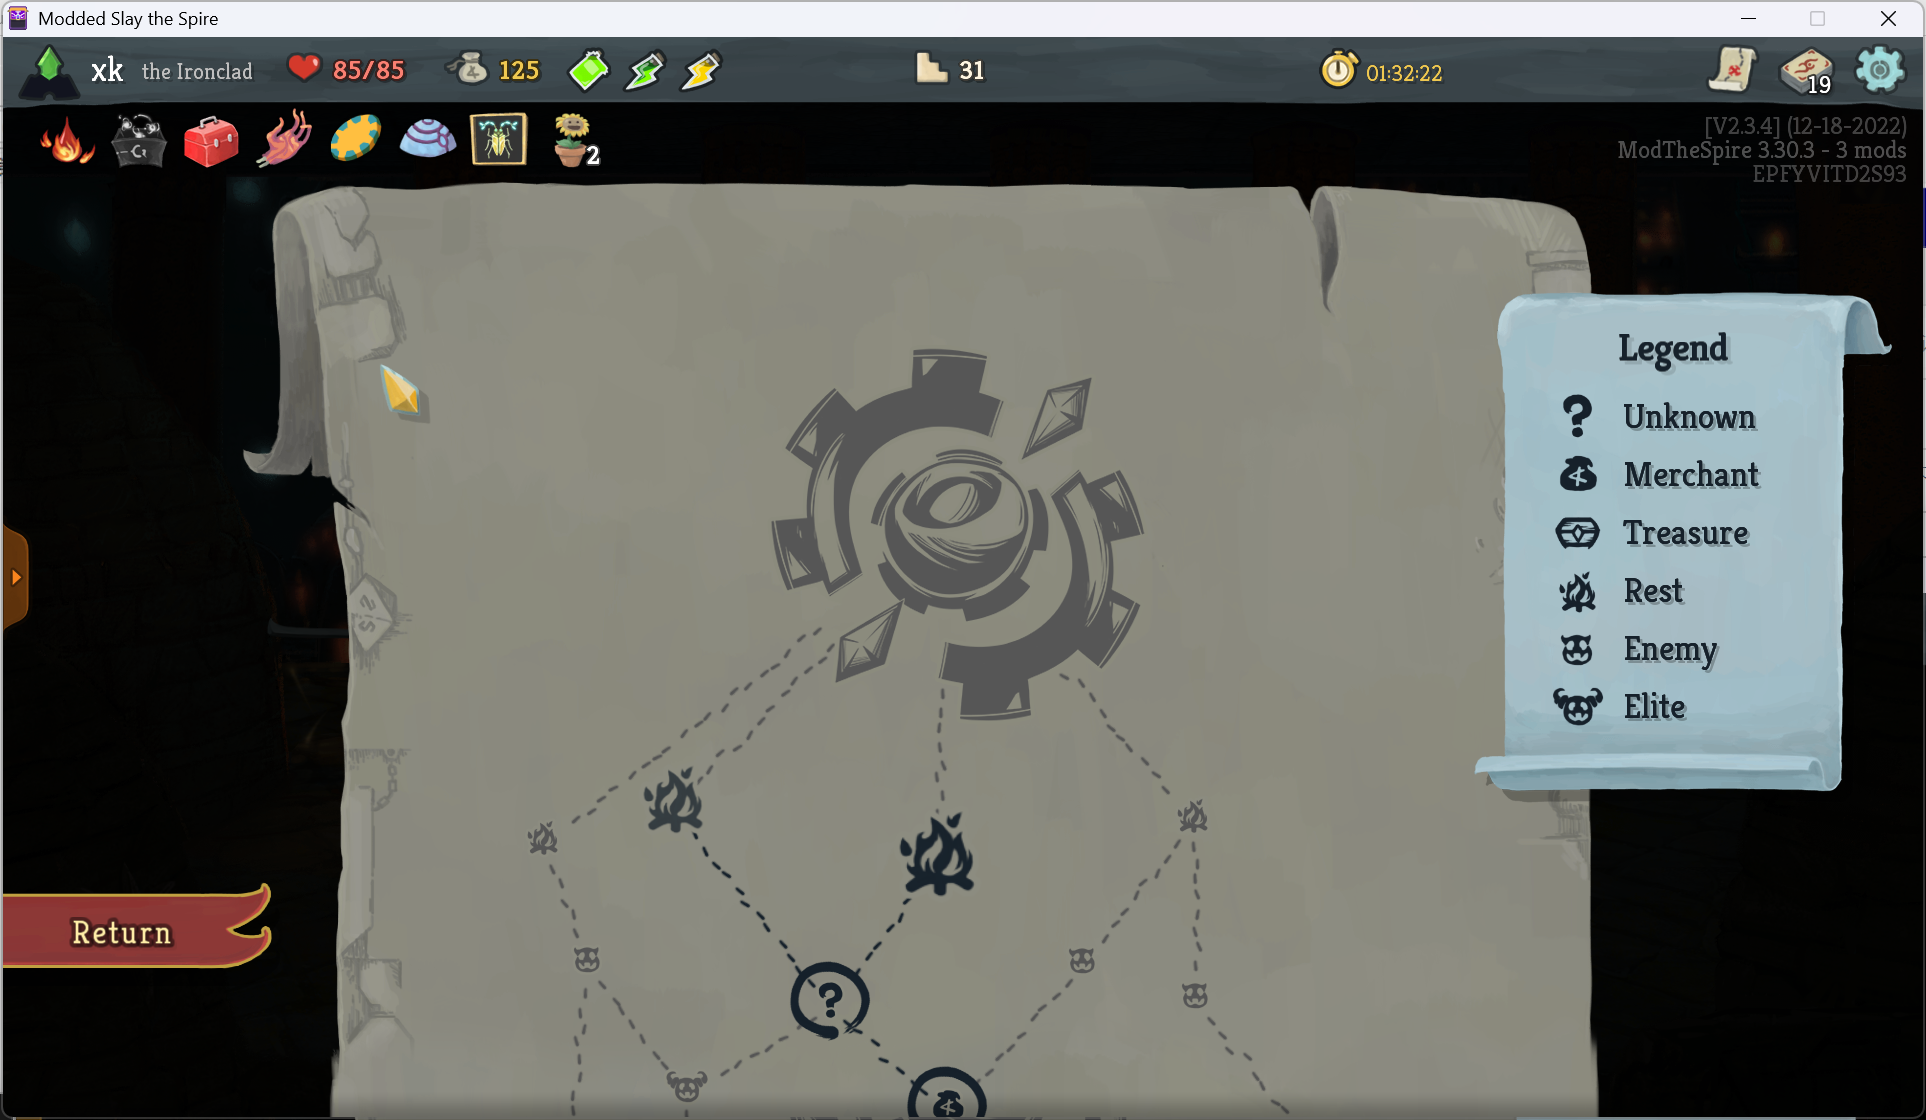 Modded Slay the Spire
xk the Ironclad 85/85 125 31 01:32:22 19
2
[V2.3.4] (12-18-2022)
ModTheSpire 3.30.3 - 3 mods
EPFYVITD2S93
Legend
Unknown
Merchant
Treasure
Rest
Enemy
Elite
Return